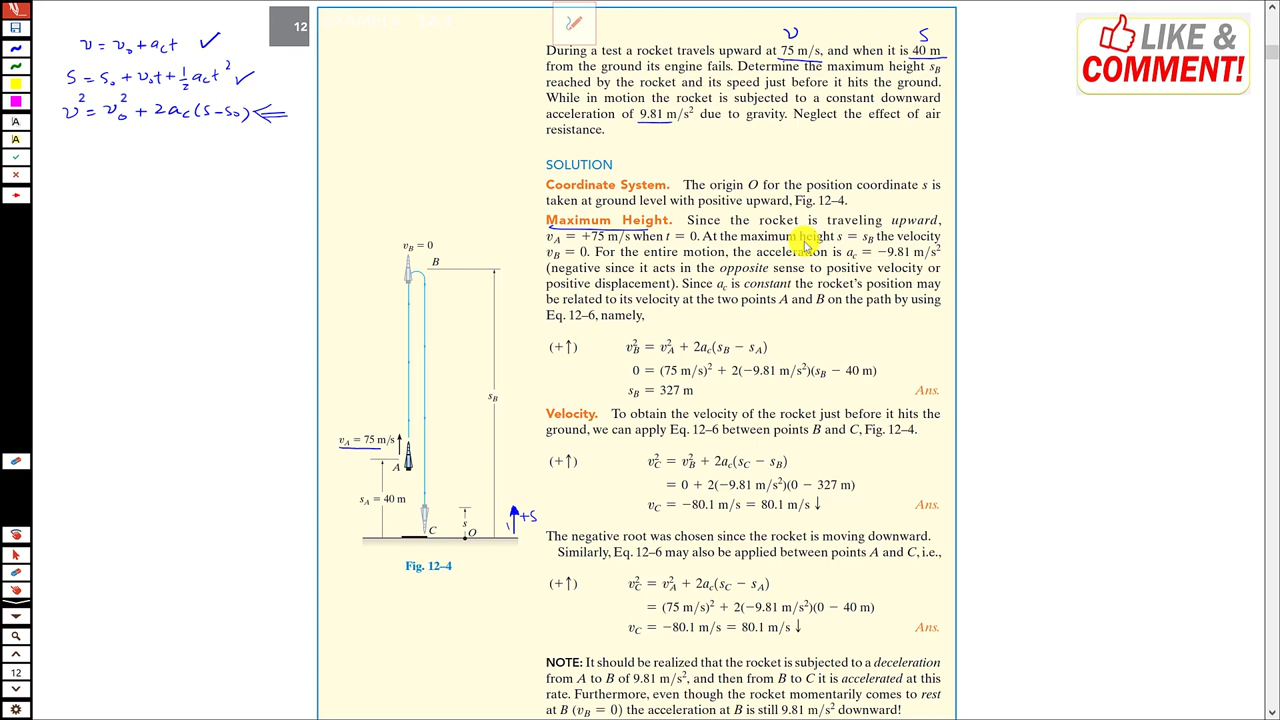 v = v₀ + a_c t ✓
s = s₀ + v₀t + ½ a_c t² ✓
v² = v₀² + 2a_c (s − s₀) ⇐
12
v
s
During a test a rocket travels upward at 75 m/s, and when it is 40 m
from the ground its engine fails. Determine the maximum height s_B
reached by the rocket and its speed just before it hits the ground.
While in motion the rocket is subjected to a constant downward
acceleration of 9.81 m/s² due to gravity. Neglect the effect of air
resistance.
SOLUTION
Coordinate System. The origin O for the position coordinate s is
taken at ground level with positive upward, Fig. 12–4.
Maximum Height. Since the rocket is traveling upward,
v_A = +75 m/s when t = 0. At the maximum height s = s_B the velocity
v_B = 0. For the entire motion, the acceleration is a_c = −9.81 m/s²
(negative since it acts in the opposite sense to positive velocity or
positive displacement). Since a_c is constant the rocket's position may
be related to its velocity at the two points A and B on the path by using
Eq. 12–6, namely,
(+↑) v_B² = v_A² + 2a_c(s_B − s_A)
0 = (75 m/s)² + 2(−9.81 m/s²)(s_B − 40 m)
s_B = 327 m Ans.
Velocity. To obtain the velocity of the rocket just before it hits the
ground, we can apply Eq. 12–6 between points B and C, Fig. 12–4.
(+↑) v_C² = v_B² + 2a_c(s_C − s_B)
= 0 + 2(−9.81 m/s²)(0 − 327 m)
v_C = −80.1 m/s = 80.1 m/s ↓ Ans.
The negative root was chosen since the rocket is moving downward.
Similarly, Eq. 12–6 may also be applied between points A and C, i.e.,
(+↑) v_C² = v_A² + 2a_c(s_C − s_A)
= (75 m/s)² + 2(−9.81 m/s²)(0 − 40 m)
v_C = −80.1 m/s = 80.1 m/s ↓ Ans.
NOTE: It should be realized that the rocket is subjected to a deceleration
from A to B of 9.81 m/s², and then from B to C it is accelerated at this
rate. Furthermore, even though the rocket momentarily comes to rest
at B (v_B = 0) the acceleration at B is still 9.81 m/s² downward!
v_B = 0
B
s_B
v_A = 75 m/s
A
s_A = 40 m
s
+s
C
O
Fig. 12–4
LIKE &
COMMENT!
A
A
12